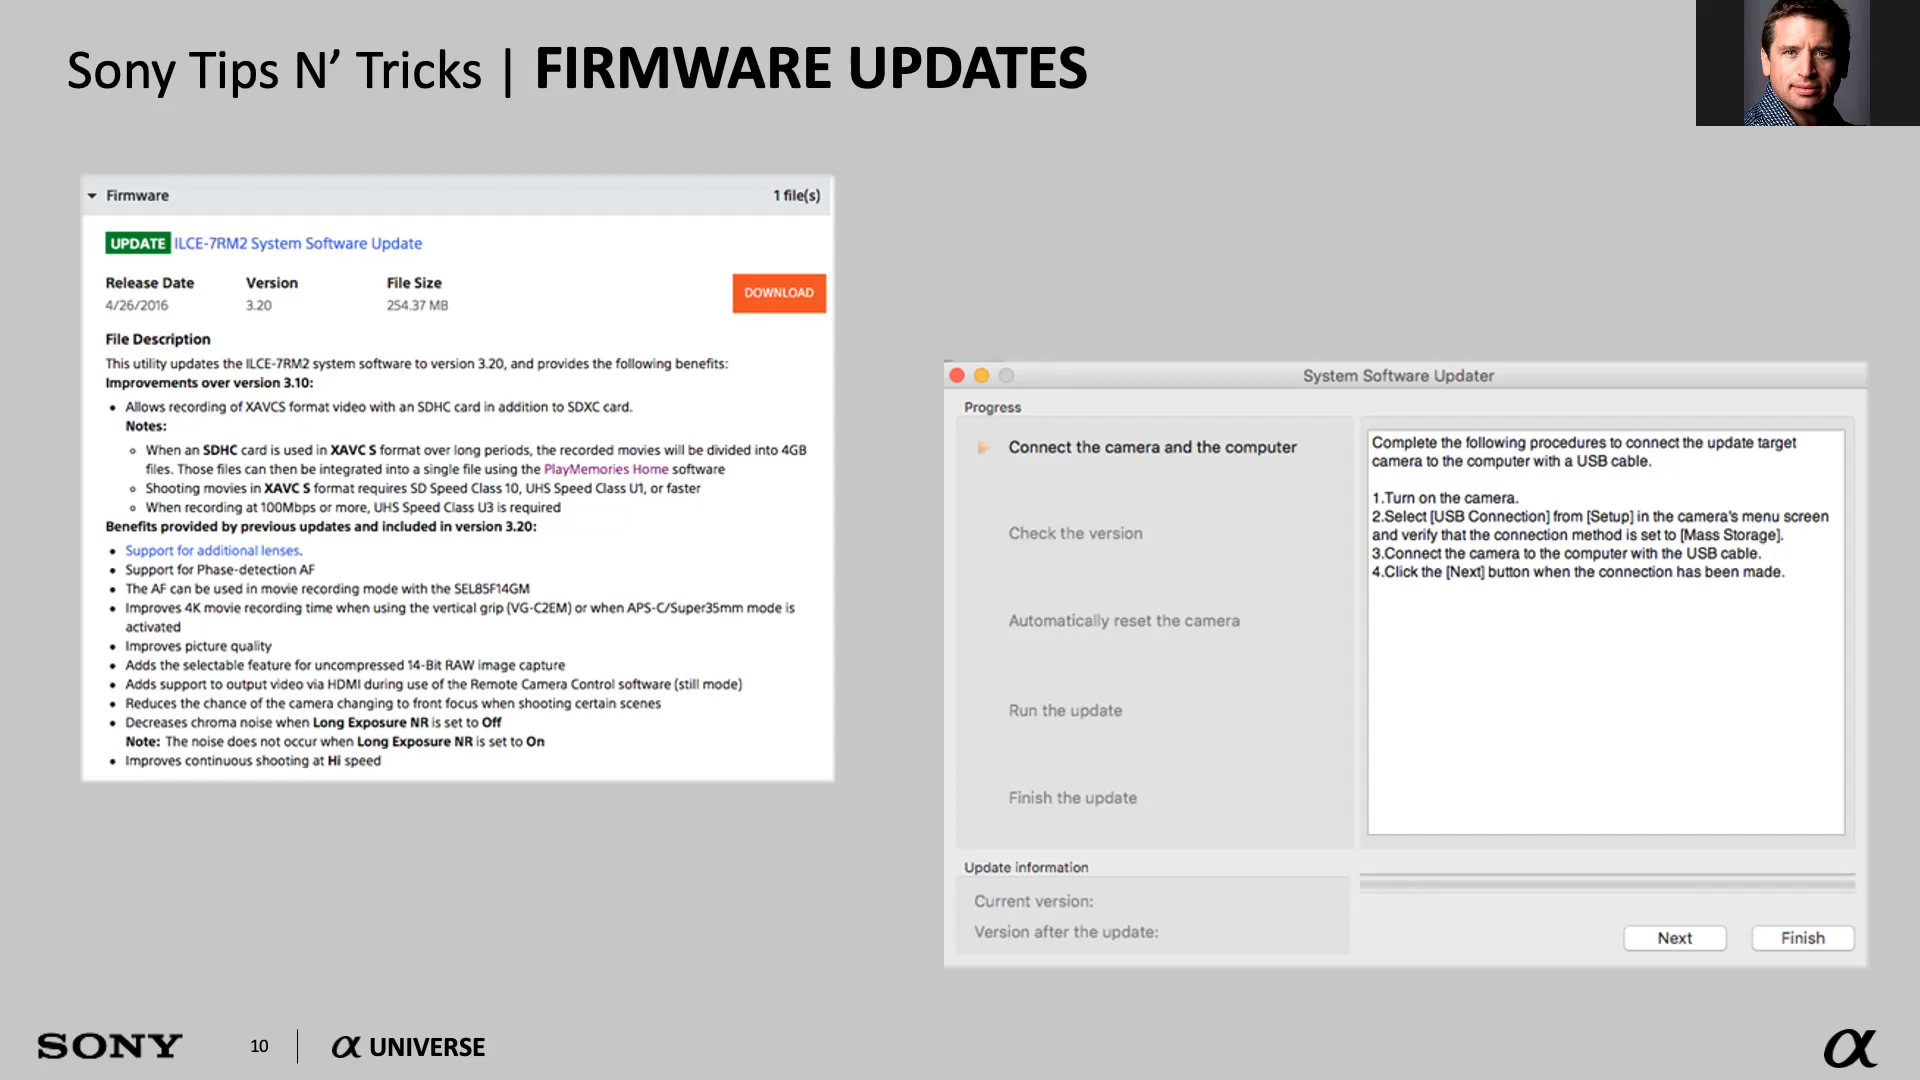 Sony Tips N’ Tricks | FIRMWARE UPDATES
Firmware 1 file(s)
UPDATE ILCE-7RM2 System Software Update
Release Date Version File Size
4/26/2016 3.20 254.37 MB
DOWNLOAD
File Description
This utility updates the ILCE-7RM2 system software to version 3.20, and provides the following benefits:
Improvements over version 3.10:
• Allows recording of XAVCS format video with an SDHC card in addition to SDXC card.
Notes:
◦ When an SDHC card is used in XAVC S format over long periods, the recorded movies will be divided into 4GB
files. Those files can then be integrated into a single file using the PlayMemories Home software
◦ Shooting movies in XAVC S format requires SD Speed Class 10, UHS Speed Class U1, or faster
◦ When recording at 100Mbps or more, UHS Speed Class U3 is required
Benefits provided by previous updates and included in version 3.20:
• Support for additional lenses.
• Support for Phase-detection AF
• The AF can be used in movie recording mode with the SEL85F14GM
• Improves 4K movie recording time when using the vertical grip (VG-C2EM) or when APS-C/Super35mm mode is
activated
• Improves picture quality
• Adds the selectable feature for uncompressed 14-Bit RAW image capture
• Adds support to output video via HDMI during use of the Remote Camera Control software (still mode)
• Reduces the chance of the camera changing to front focus when shooting certain scenes
• Decreases chroma noise when Long Exposure NR is set to Off
Note: The noise does not occur when Long Exposure NR is set to On
• Improves continuous shooting at Hi speed
System Software Updater
Progress
Connect the camera and the computer
Check the version
Automatically reset the camera
Run the update
Finish the update
Complete the following procedures to connect the update target
camera to the computer with a USB cable.
1.Turn on the camera.
2.Select [USB Connection] from [Setup] in the camera's menu screen
and verify that the connection method is set to [Mass Storage].
3.Connect the camera to the computer with the USB cable.
4.Click the [Next] button when the connection has been made.
Update information
Current version:
Version after the update:
Next Finish
SONY 10 α UNIVERSE
α